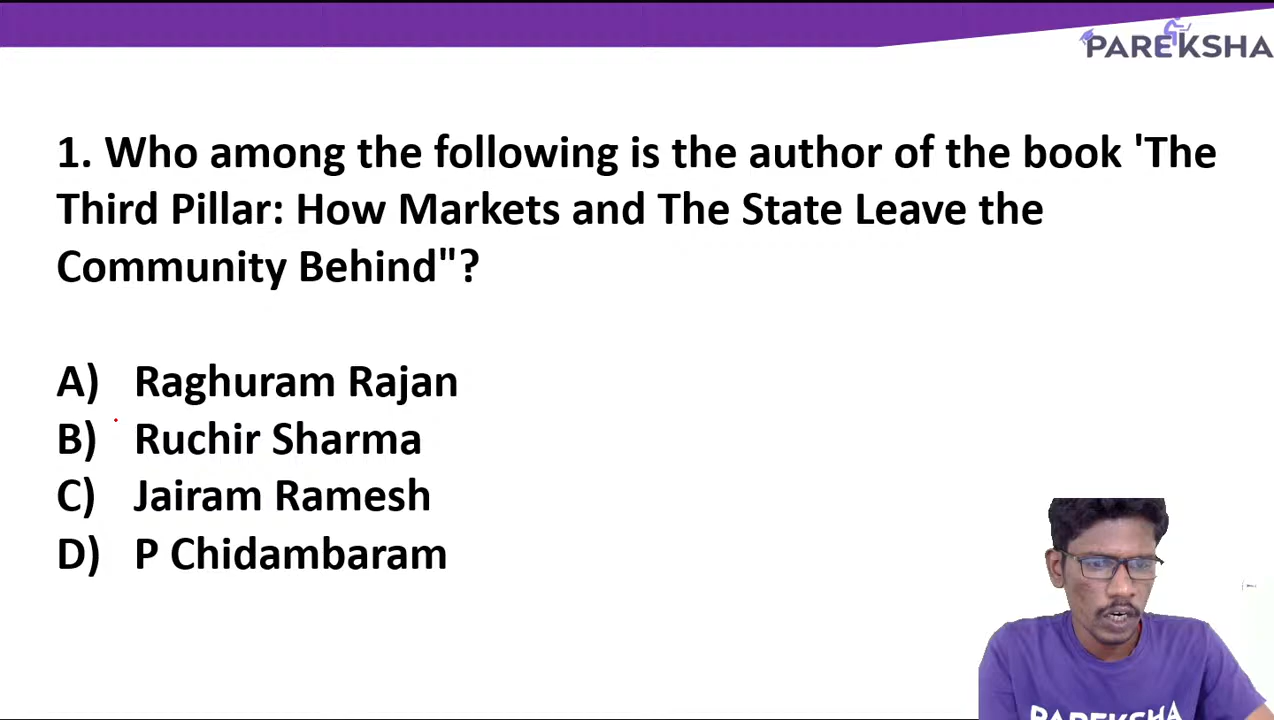 PAREKSHA
1. Who among the following is the author of the book 'The
Third Pillar: How Markets and The State Leave the
Community Behind"?
A) Raghuram Rajan
B) Ruchir Sharma
C) Jairam Ramesh
D) P Chidambaram
PAREKSHA